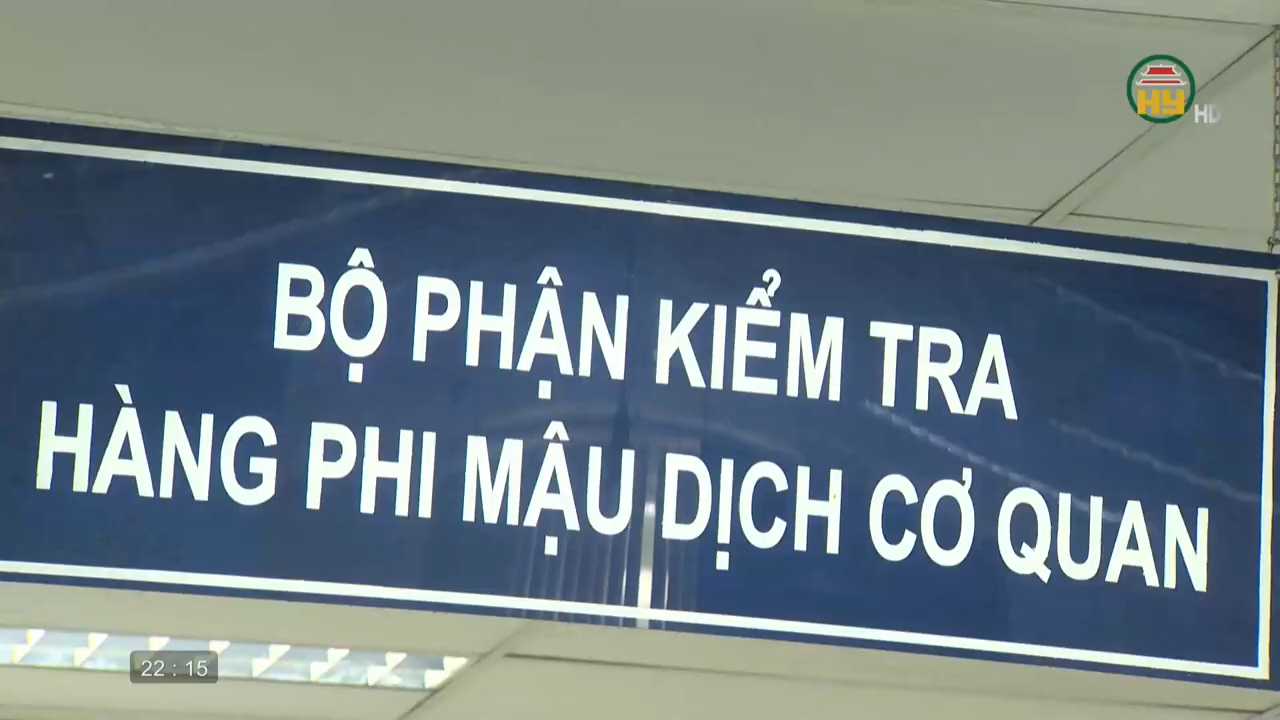 HY
HD
BỘ PHẬN KIỂM TRA
HÀNG PHI MẬU DỊCH CƠ QUAN
22 : 15